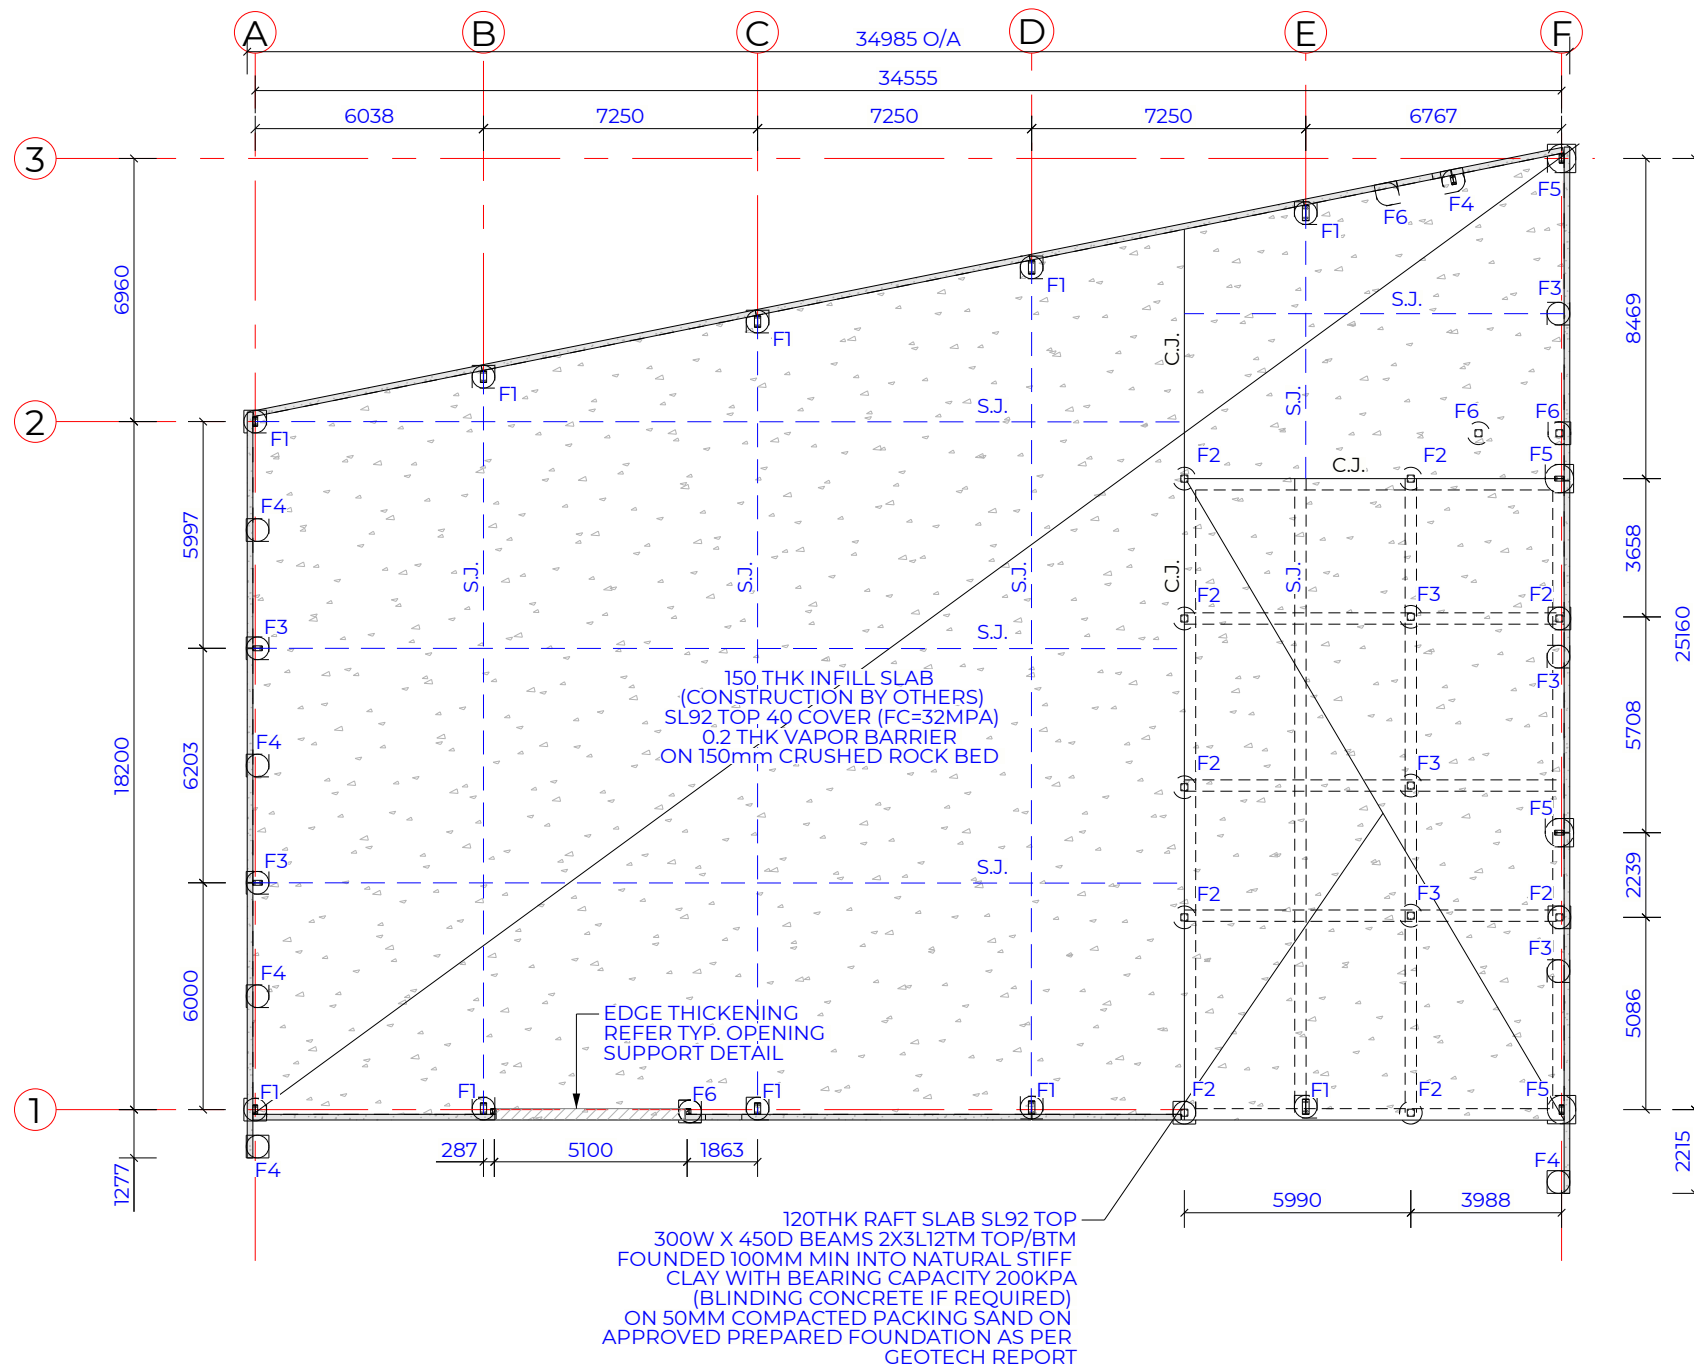 A
B
C
D
E
F
34985 O/A
34555
6038
7250
7250
7250
6767
3
F5
F4
F6
F1
6960
F1
F3
S.J.
8469
F1
C.J.
S.J.
F1
2
F1
S.J.
F6
F6
F2
F2
F5
C.J.
F4
5997
3658
S.J.
S.J.
S.J.
C.J.
S.J.
F2
F3
F2
F3
S.J.
F3
25160
150 THK INFILL SLAB
(CONSTRUCTION BY OTHERS)
SL92 TOP 40 COVER (FC=32MPA)
0.2 THK VAPOR BARRIER
ON 150mm CRUSHED ROCK BED
5708
F4
18200
6203
F2
F3
F5
F3
S.J.
2239
F2
F3
F2
F4
F3
6000
EDGE THICKENING
REFER TYP. OPENING
SUPPORT DETAIL
5086
1
F1
F1
F6
F1
F1
F2
F1
F2
F5
287
5100
1863
1277
F4
F4
2215
5990
3988
120THK RAFT SLAB SL92 TOP
300W X 450D BEAMS 2X3L12TM TOP/BTM
FOUNDED 100MM MIN INTO NATURAL STIFF
CLAY WITH BEARING CAPACITY 200KPA
(BLINDING CONCRETE IF REQUIRED)
ON 50MM COMPACTED PACKING SAND ON
APPROVED PREPARED FOUNDATION AS PER
GEOTECH REPORT